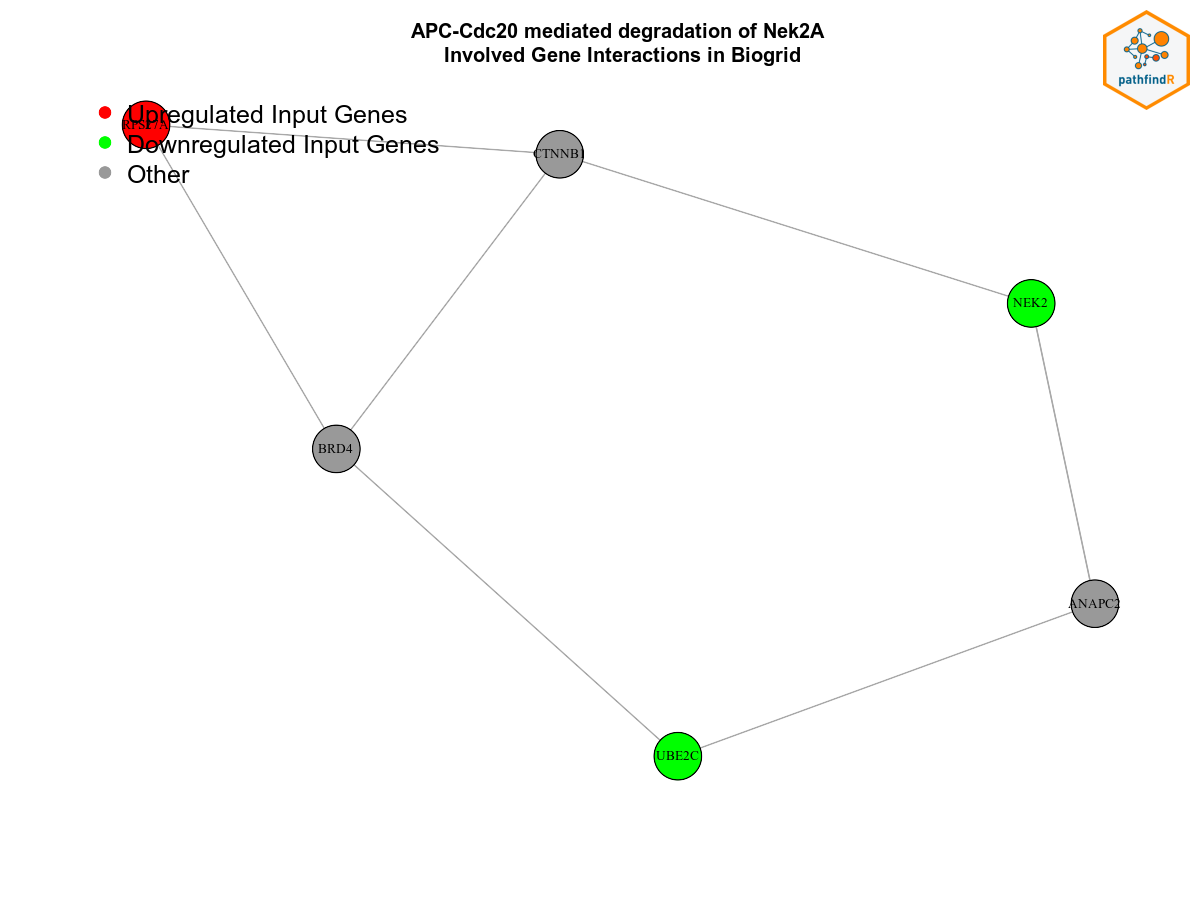 APC-Cdc20 mediated degradation of Nek2A
Involved Gene Interactions in Biogrid
pathfindR
Upregulated Input Genes
RPS27A
Downregulated Input Genes
CTNNB1
Other
NEK2
BRD4
ANAPC2
UBE2C